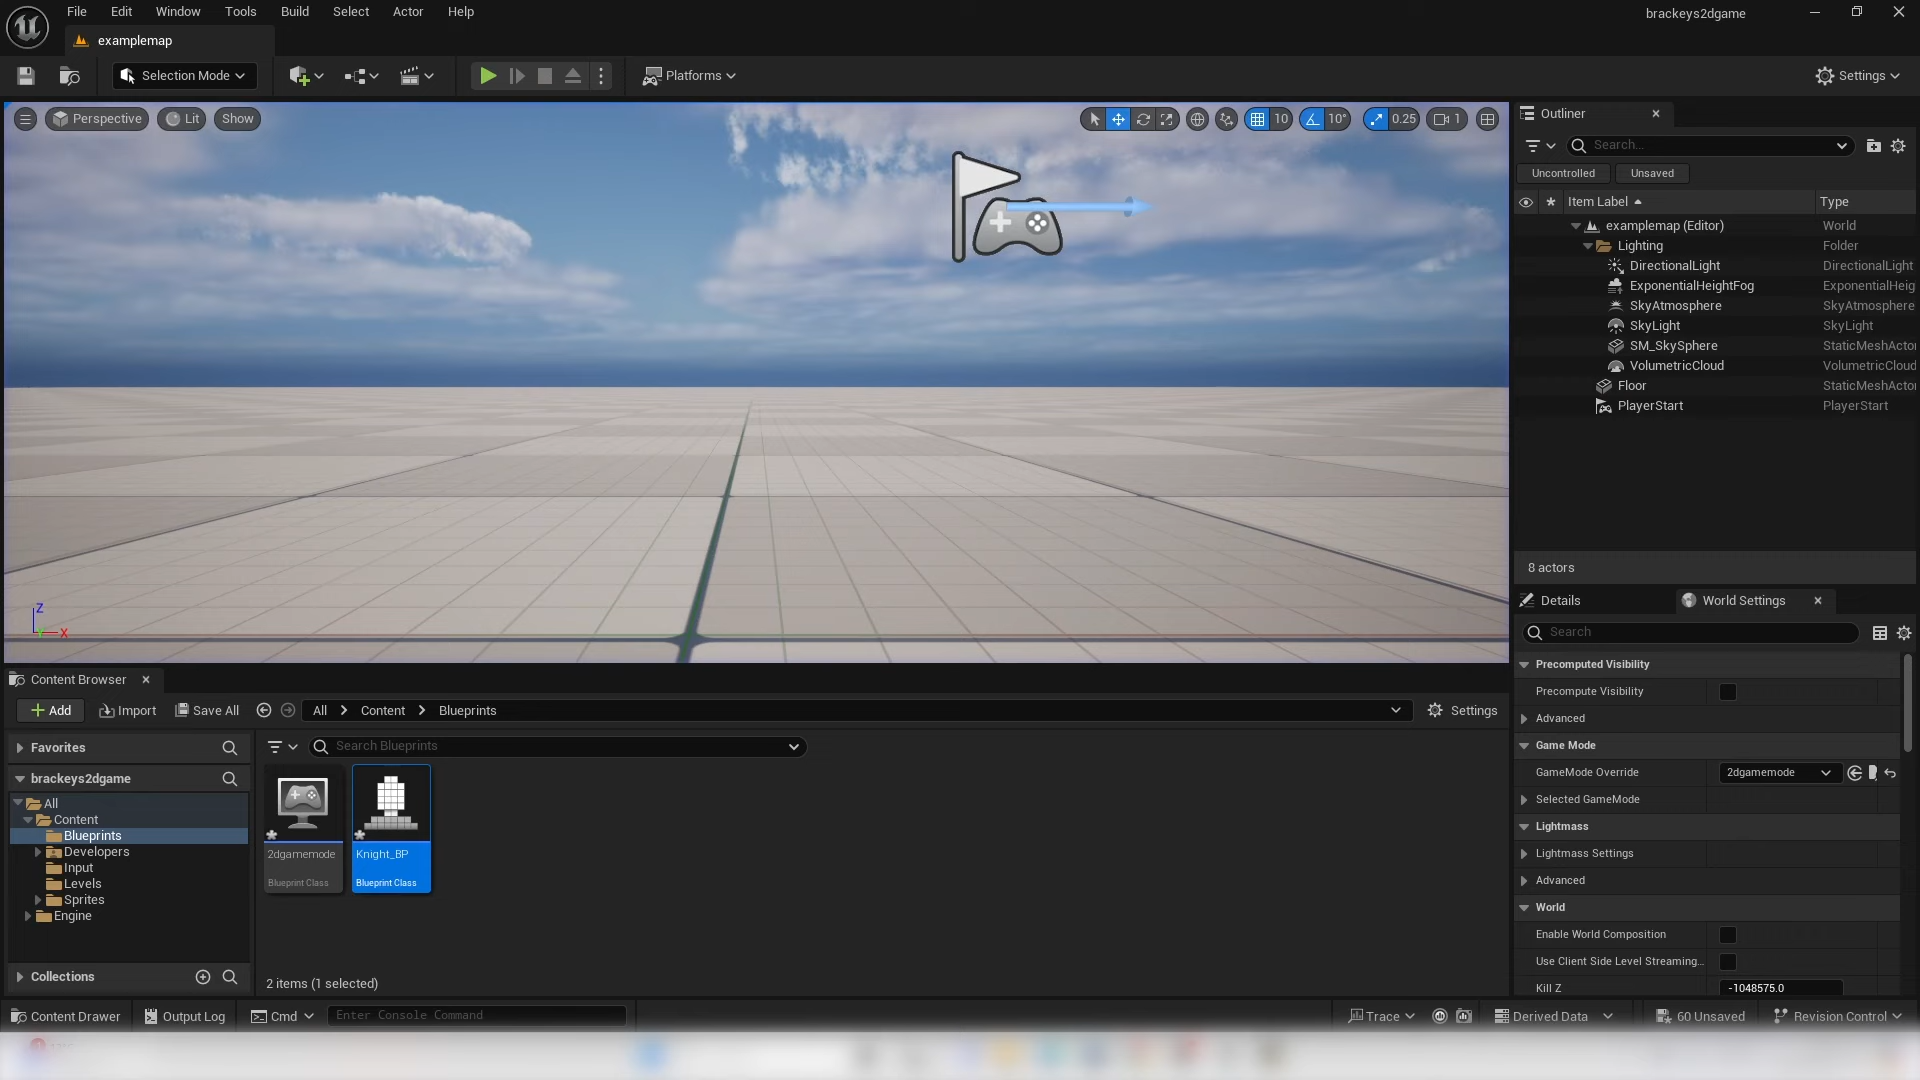 File Edit Window Tools Build Select Actor Help
brackeys2dgame
examplemap
Selection Mode
Platforms
Settings
Perspective Lit Show
10 10° 0.25 1
Z
X
Outliner
Search...
Uncontrolled Unsaved
Item Label Type
examplemap (Editor) World
Lighting Folder
DirectionalLight DirectionalLight
ExponentialHeightFog ExponentialHeig
SkyAtmosphere SkyAtmosphere
SkyLight SkyLight
SM_SkySphere StaticMeshActo
VolumetricCloud VolumetricCloud
Floor StaticMeshActo
PlayerStart PlayerStart
8 actors
Details World Settings
Search
Precomputed Visibility
Precompute Visibility
Advanced
Game Mode
GameMode Override 2dgamemode
Selected GameMode
Lightmass
Lightmass Settings
Advanced
World
Enable World Composition
Use Client Side Level Streaming...
Kill Z -1048575.0
Content Browser
Add Import Save All All Content Blueprints Settings
Favorites
brackeys2dgame
All
Content
Blueprints
Developers
Input
Levels
Sprites
Engine
Collections
Search Blueprints
2dgamemode
Blueprint Class
Knight_BP
Blueprint Class
2 items (1 selected)
Content Drawer Output Log Cmd Enter Console Command Trace Derived Data 60 Unsaved Revision Control